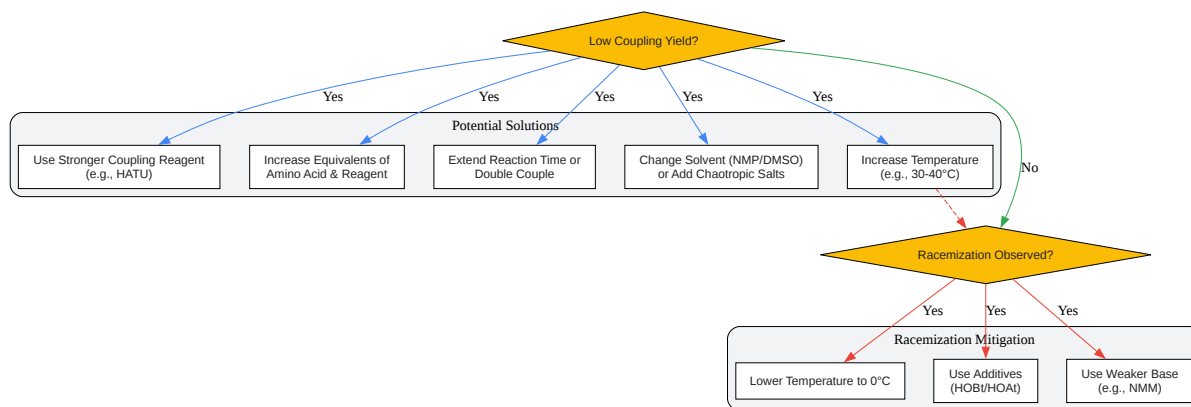 Low Coupling Yield?
Yes
Yes
Yes
Yes
Yes
No
Potential Solutions
Use Stronger Coupling Reagent
(e.g., HATU)
Increase Equivalents of
Amino Acid & Reagent
Extend Reaction Time or
Double Couple
Change Solvent (NMP/DMSO)
or Add Chaotropic Salts
Increase Temperature
(e.g., 30-40°C)
Racemization Observed?
Yes
Yes
Yes
Racemization Mitigation
Lower Temperature to 0°C
Use Additives
(HOBt/HOAt)
Use Weaker Base
(e.g., NMM)